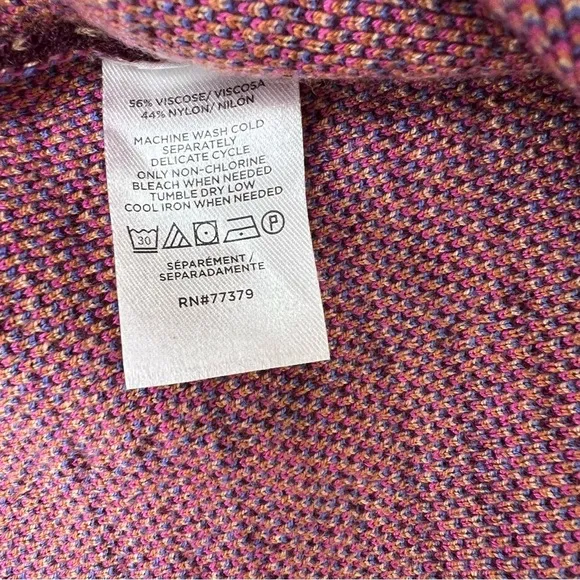 56% VISCOSE/ VISCOSA
44% NYLON/ NILÓN
MACHINE WASH COLD
SEPARATELY
DELICATE CYCLE
ONLY NON-CHLORINE
BLEACH WHEN NEEDED
TUMBLE DRY LOW
COOL IRON WHEN NEEDED
30 P
SÉPARÉMENT/
SEPARADAMENTE
RN#77379